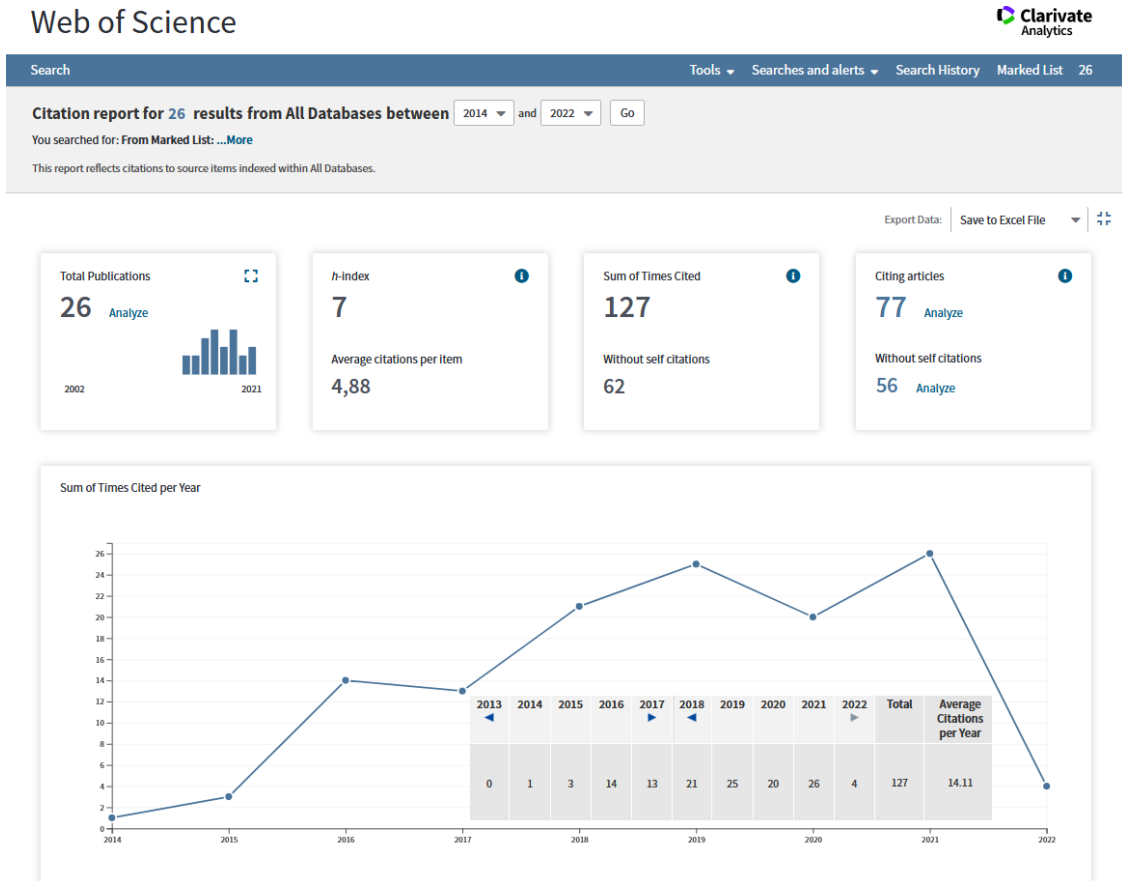 Web of Science
Clarivate
Analytics
Search
Tools
Searches and alerts
Search History
Marked List 26
Citation report for 26 results from All Databases between 2014 and 2022 Go
You searched for: From Marked List: ...More
This report reflects citations to source items indexed within All Databases.
Export Data: Save to Excel File
Total Publications
26 Analyze
2002 2021
h-index
7
Average citations per item
4,88
Sum of Times Cited
127
Without self citations
62
Citing articles
77 Analyze
Without self citations
56 Analyze
Sum of Times Cited per Year
26
24
22
20
18
16
14
12
10
8
6
4
2
0
2013 2014 2015 2016 2017 2018 2019 2020 2021 2022 Total Average
Citations
per Year
0 1 3 14 13 21 25 20 26 4 127 14.11
2014 2015 2016 2017 2018 2019 2020 2021 2022